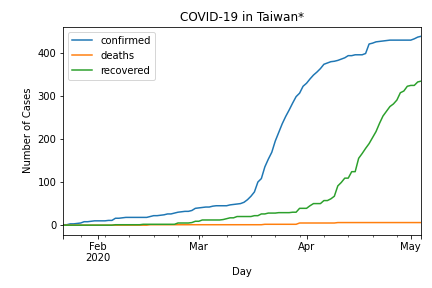 COVID-19 in Taiwan*
confirmed
deaths
recovered
Number of Cases
400
300
200
100
0
Feb
2020
Mar
Apr
May
Day